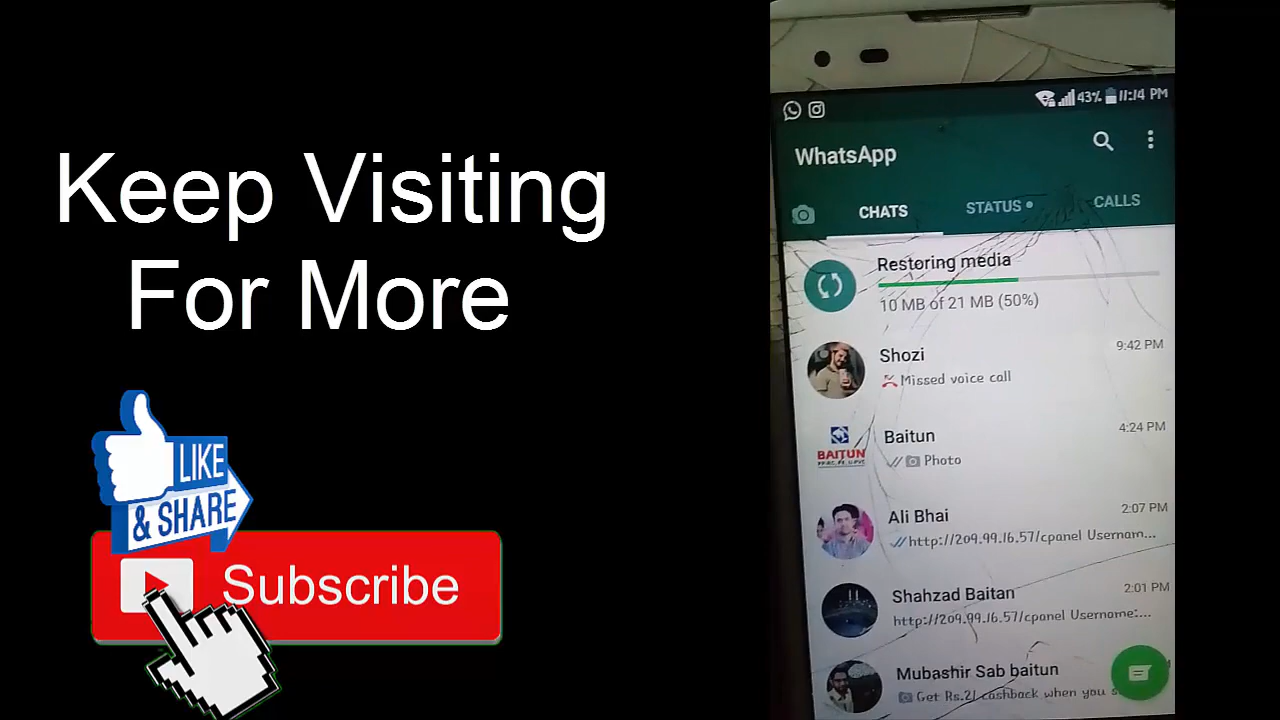 Keep Visiting
For More
LIKE
& SHARE
Subscribe
43% 11:14 PM
WhatsApp
CHATS
STATUS
CALLS
Restoring media
10 MB of 21 MB (50%)
Shozi
9:42 PM
Missed voice call
Baitun
4:24 PM
BAITUN
Photo
Ali Bhai
2:07 PM
http://209.99.16.57/cpanel Usernam...
Shahzad Baitan
2:01 PM
http://209.99.16.57/cpanel Username:...
Mubashir Sab baitun
Get Rs.21 cashback when you s